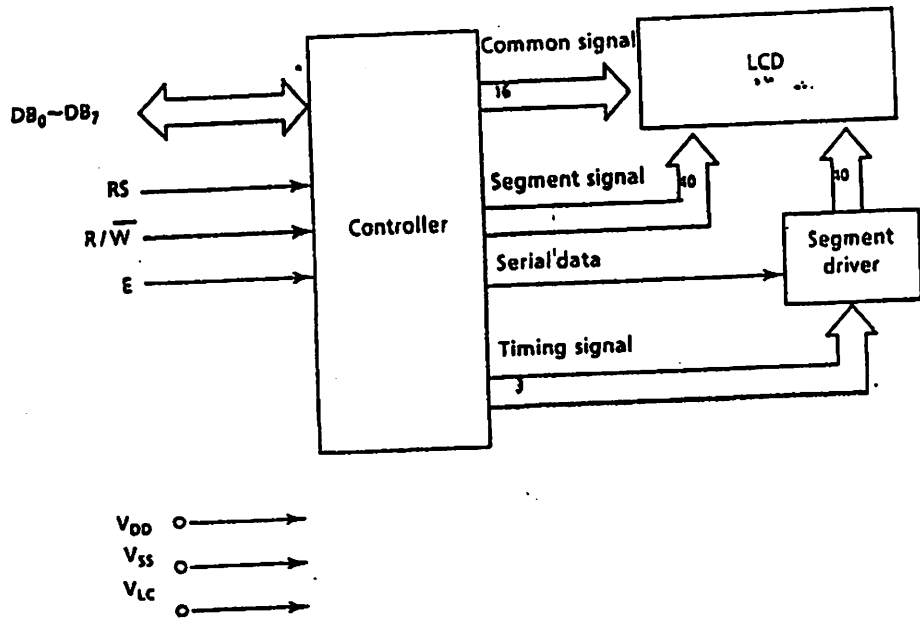 Common signal
LCD
16
DB0~DB7
RS
Segment signal
40
R/W̅
Controller
Segment driver
E
Serial data
Timing signal
3
VDD
VSS
VLC